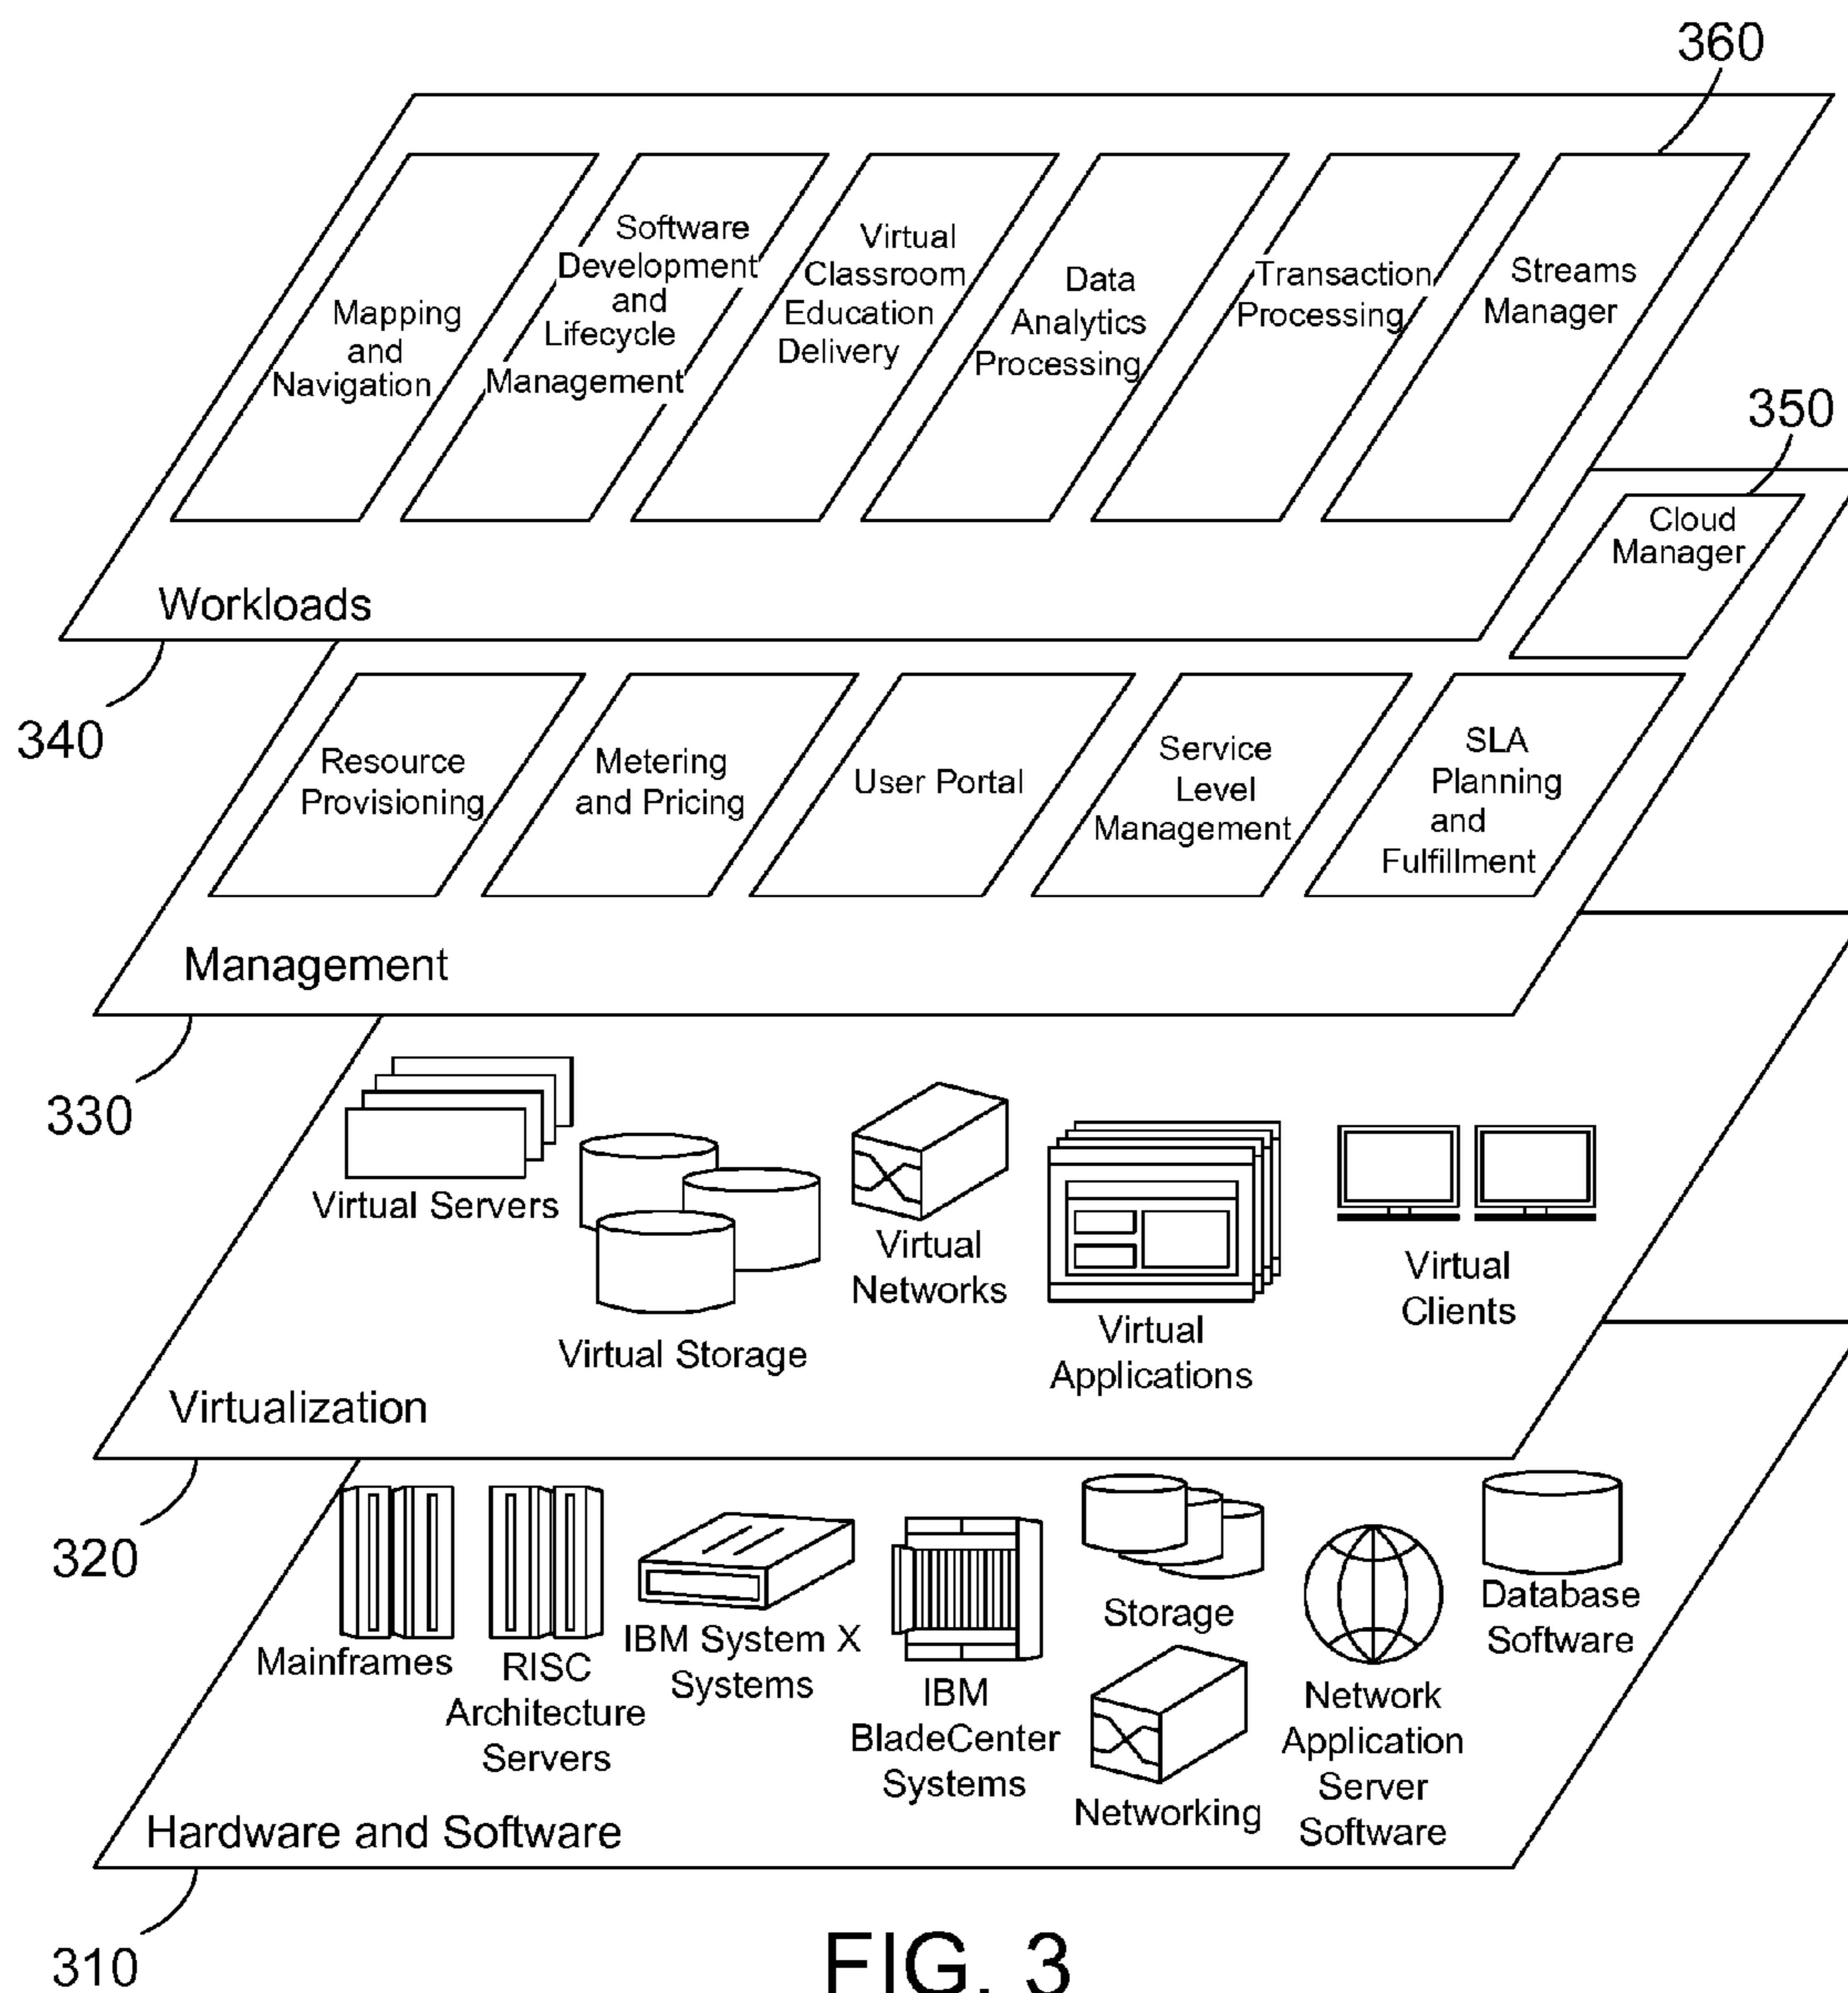 360
Mapping
and
Navigation
Software
Development
and
Lifecycle
Management
Virtual
Classroom
Education
Delivery
Data
Analytics
Processing
Transaction
Processing
Streams
Manager
Workloads
340
350
Cloud
Manager
Resource
Provisioning
Metering
and Pricing
User Portal
Service
Level
Management
SLA
Planning
and
Fulfillment
Management
330
Virtual Servers
Virtual Storage
Virtual
Networks
Virtual
Applications
Virtual
Clients
Virtualization
320
Mainframes
RISC
Architecture
Servers
IBM System X
Systems
IBM
BladeCenter
Systems
Storage
Networking
Network
Application
Server
Software
Database
Software
Hardware and Software
310
FIG. 3